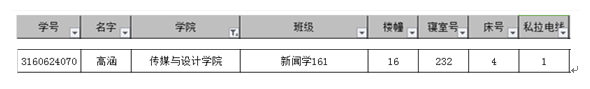 学号 名字 学院 班级 楼幢 寝室号 床号 私拉电线
3160624070 高涵 传媒与设计学院 新闻学161 16 232 4 1